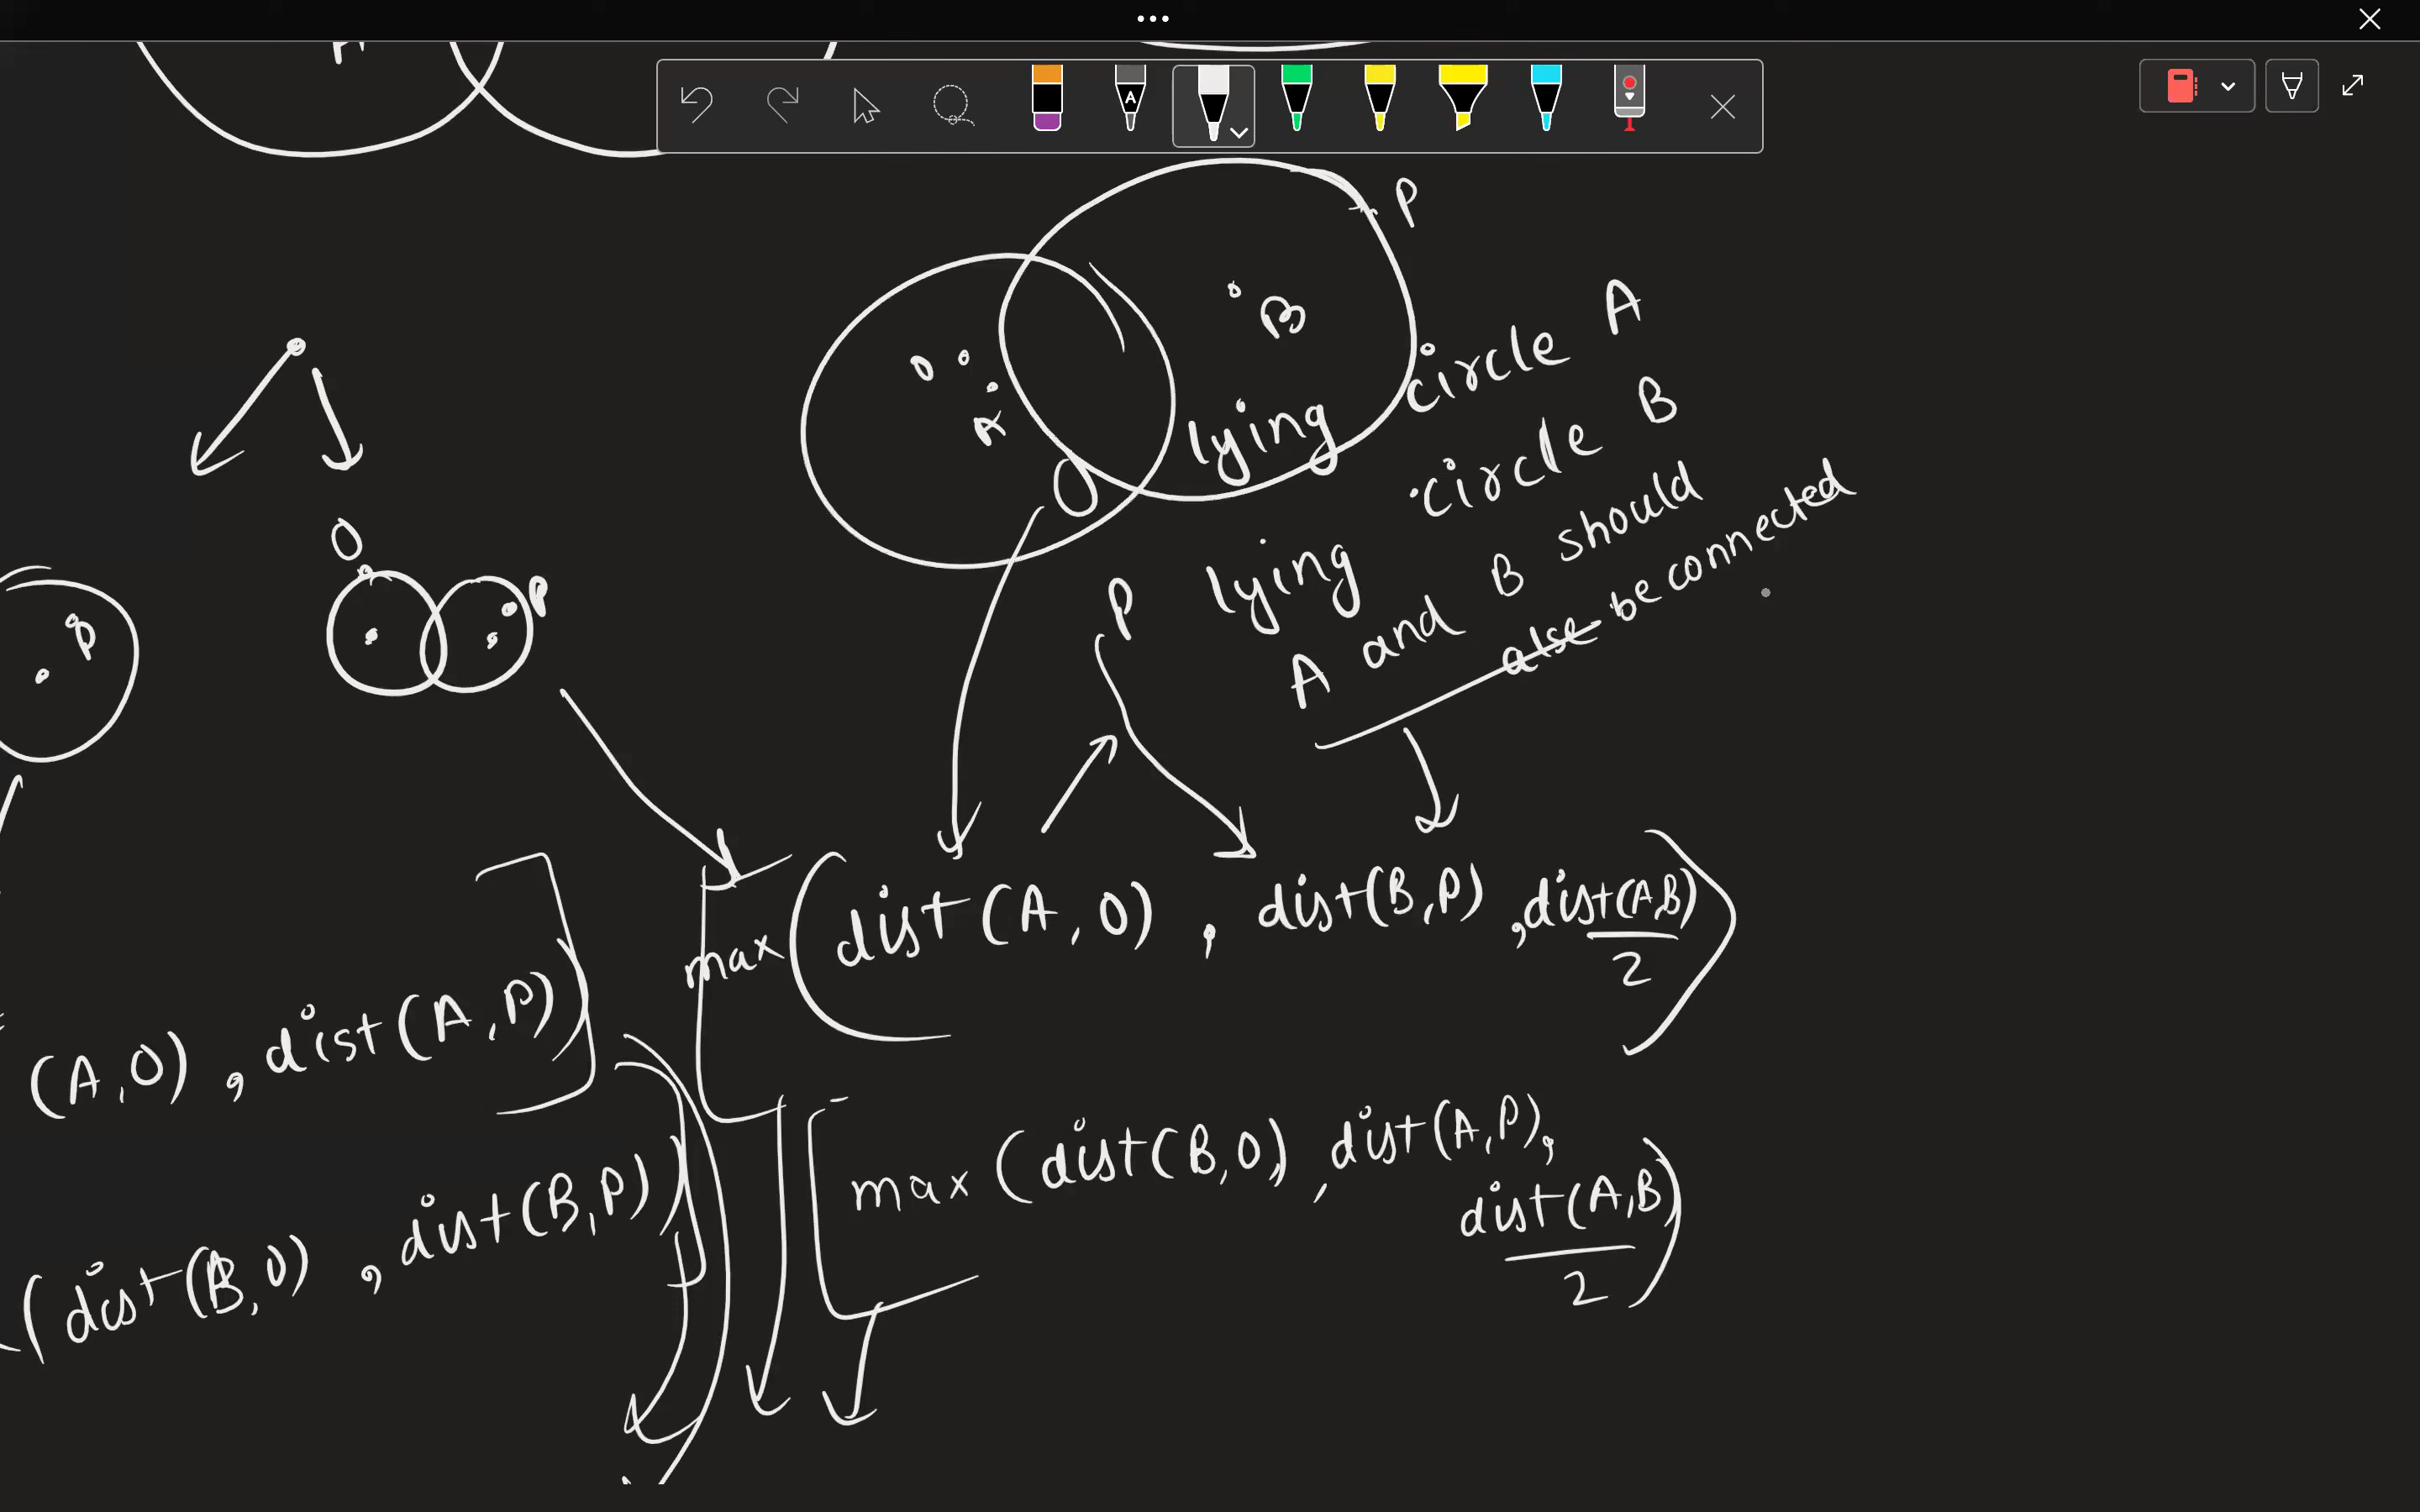 P
B
O
A
O lying circle A
P lying circle B
A and B should
also be connected
O
P
P
max(dist(A,O), dist(B,P), dist(A,B)/2)
(A,O), dist(A,P)
max(dist(B,O), dist(A,P), dist(A,B)/2)
(dist(B,O), dist(B,P))